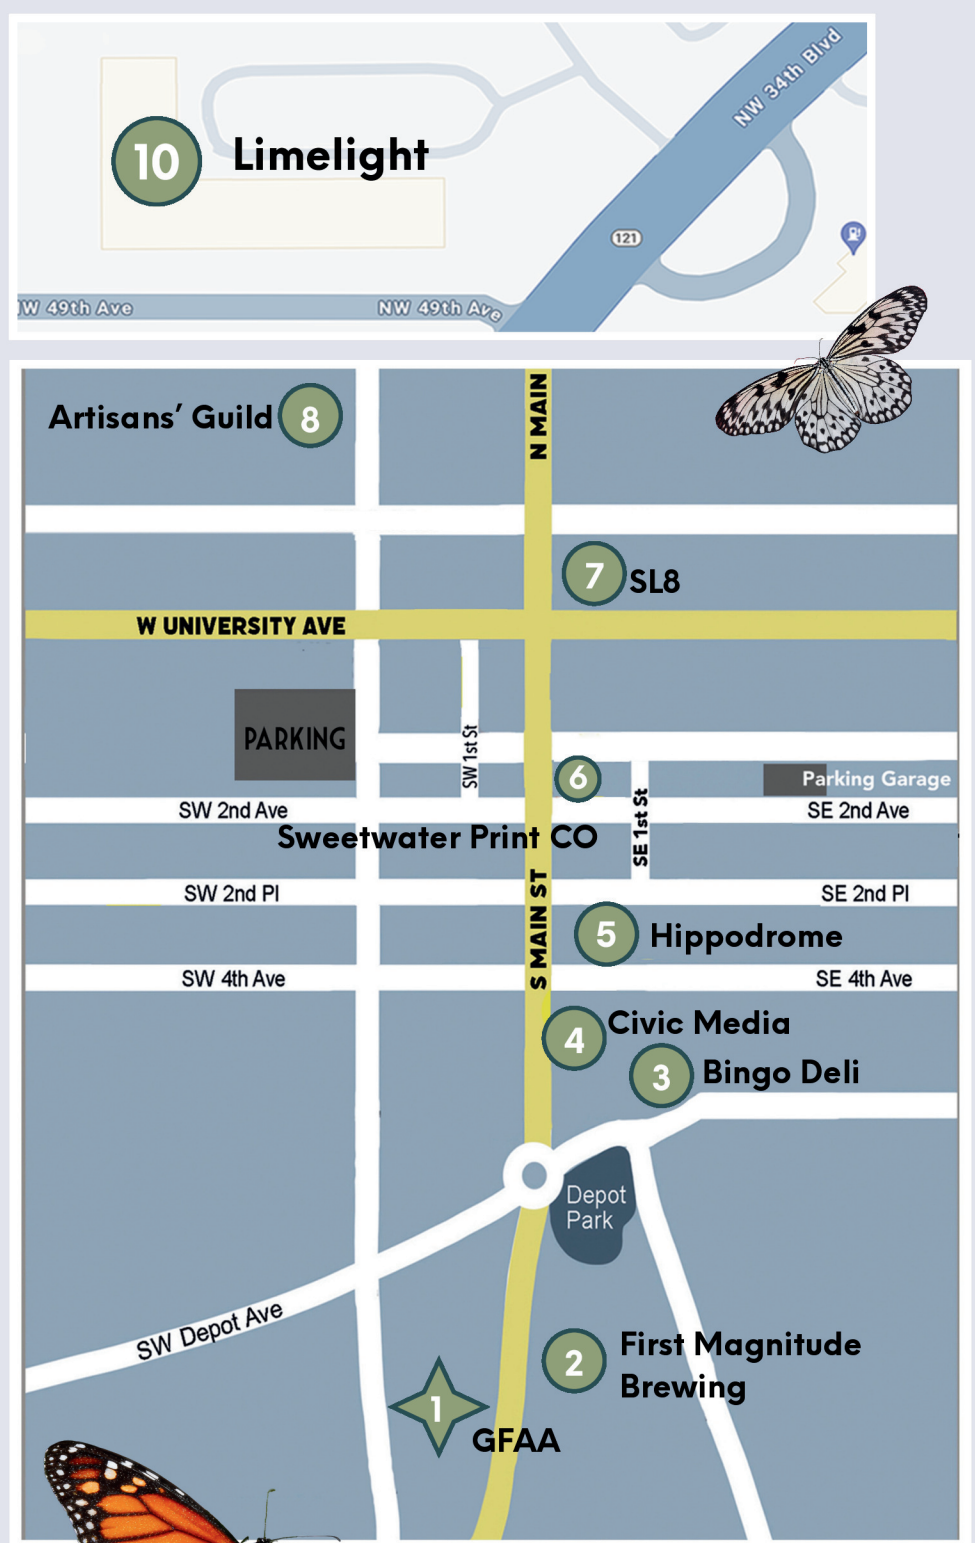 NW 34th Blvd
10 Limelight
121
NW 49th Ave
NW 49th Ave
Artisans’ Guild 8
N MAIN
7 SL8
W UNIVERSITY AVE
PARKING
SW 1st St
6
Parking Garage
SW 2nd Ave
SE 2nd Ave
SE 1st St
Sweetwater Print CO
S MAIN ST
SW 2nd Pl
SE 2nd Pl
5 Hippodrome
SW 4th Ave
SE 4th Ave
4 Civic Media
3 Bingo Deli
Depot
Park
SW Depot Ave
2 First Magnitude
Brewing
1
GFAA